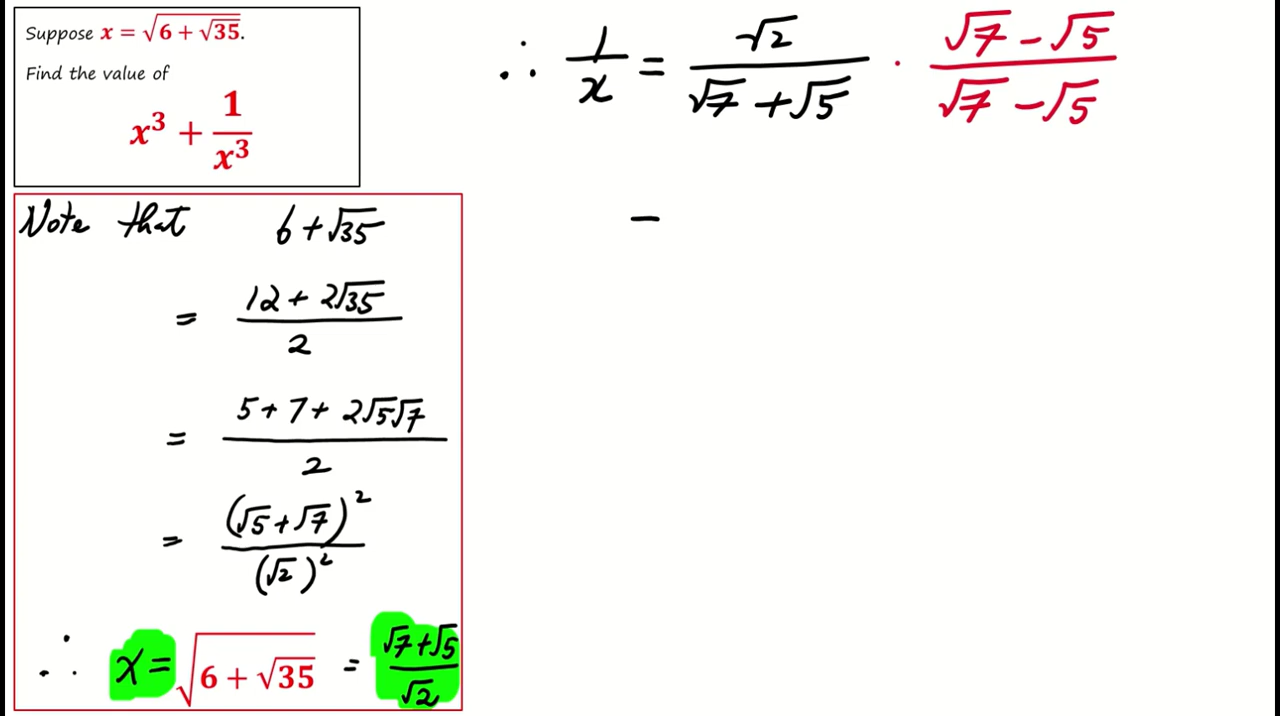 Suppose x = √(6 + √35).
Find the value of
x³ + 1/x³
∴ 1/x = √2/(√7 + √5) · (√7 − √5)/(√7 − √5)
=
Note that 6 + √35
= (12 + 2√35)/2
= (5 + 7 + 2√5√7)/2
= (√5 + √7)²/(√2)²
∴ x = √(6 + √35) = (√7 + √5)/√2